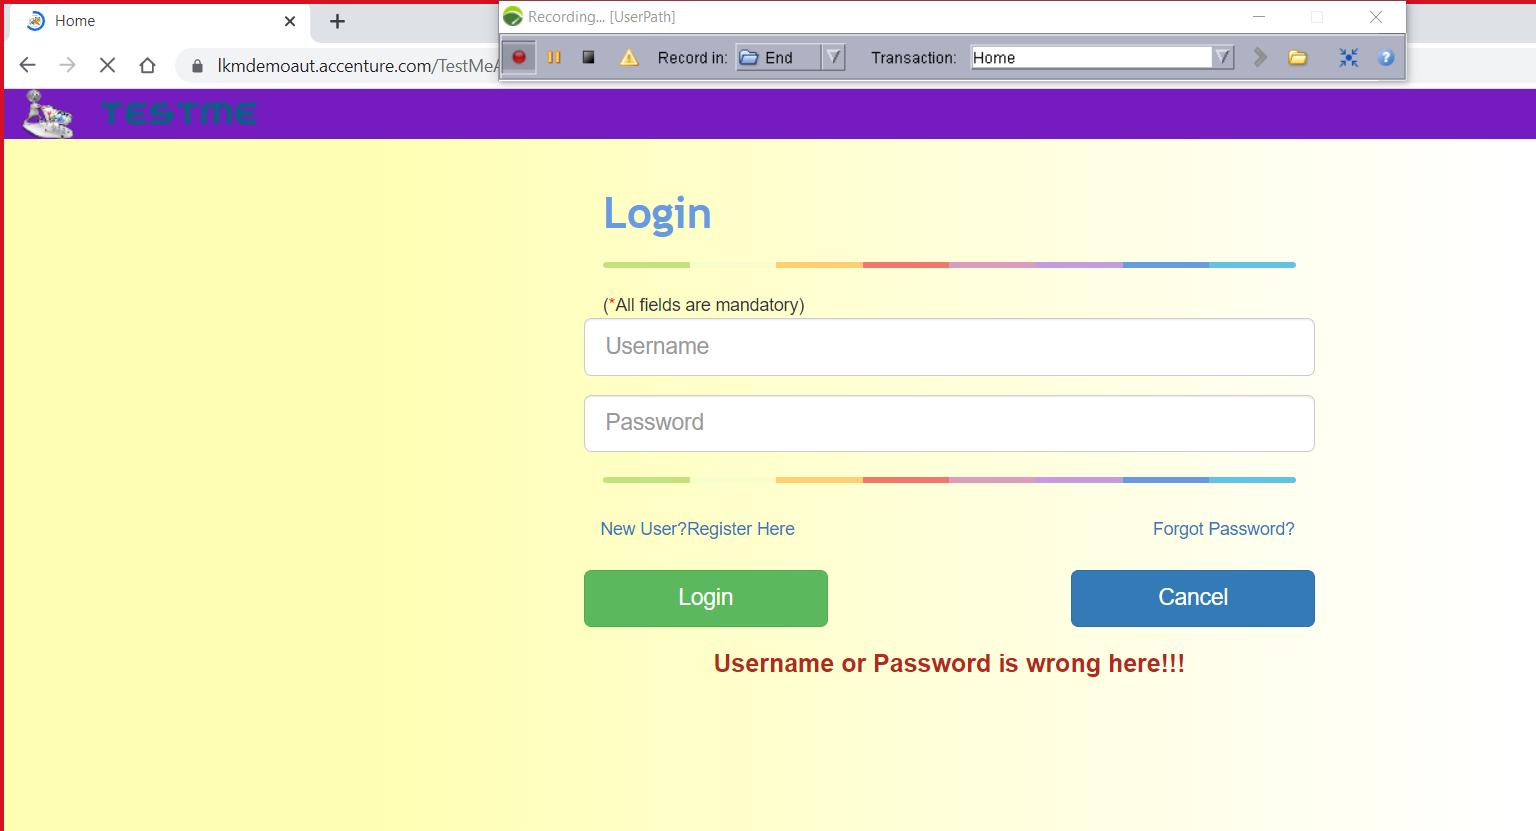 Home
Recording... [UserPath]
Record in: End Transaction: Home
lkmdemoaut.accenture.com/TestMeA
TESTME
Login
(*All fields are mandatory)
Username
Password
New User?Register Here Forgot Password?
Login Cancel
Username or Password is wrong here!!!